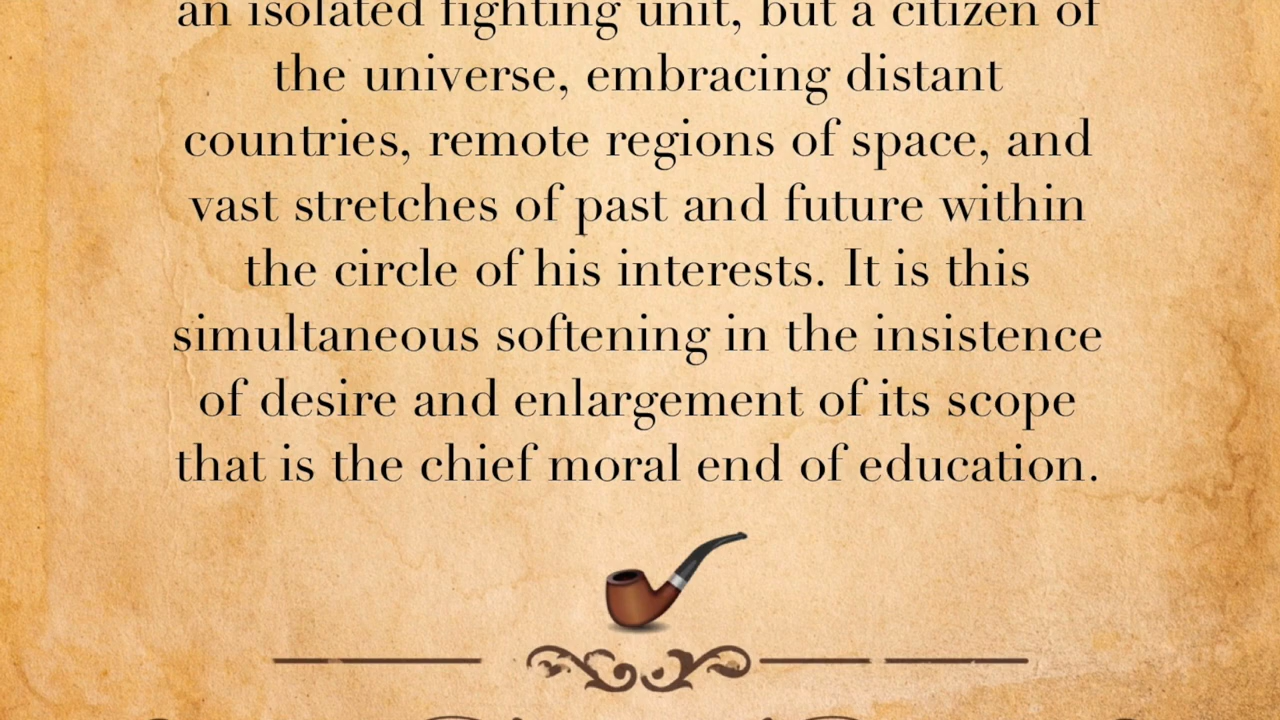 an isolated fighting unit, but a citizen of
the universe, embracing distant
countries, remote regions of space, and
vast stretches of past and future within
the circle of his interests. It is this
simultaneous softening in the insistence
of desire and enlargement of its scope
that is the chief moral end of education.